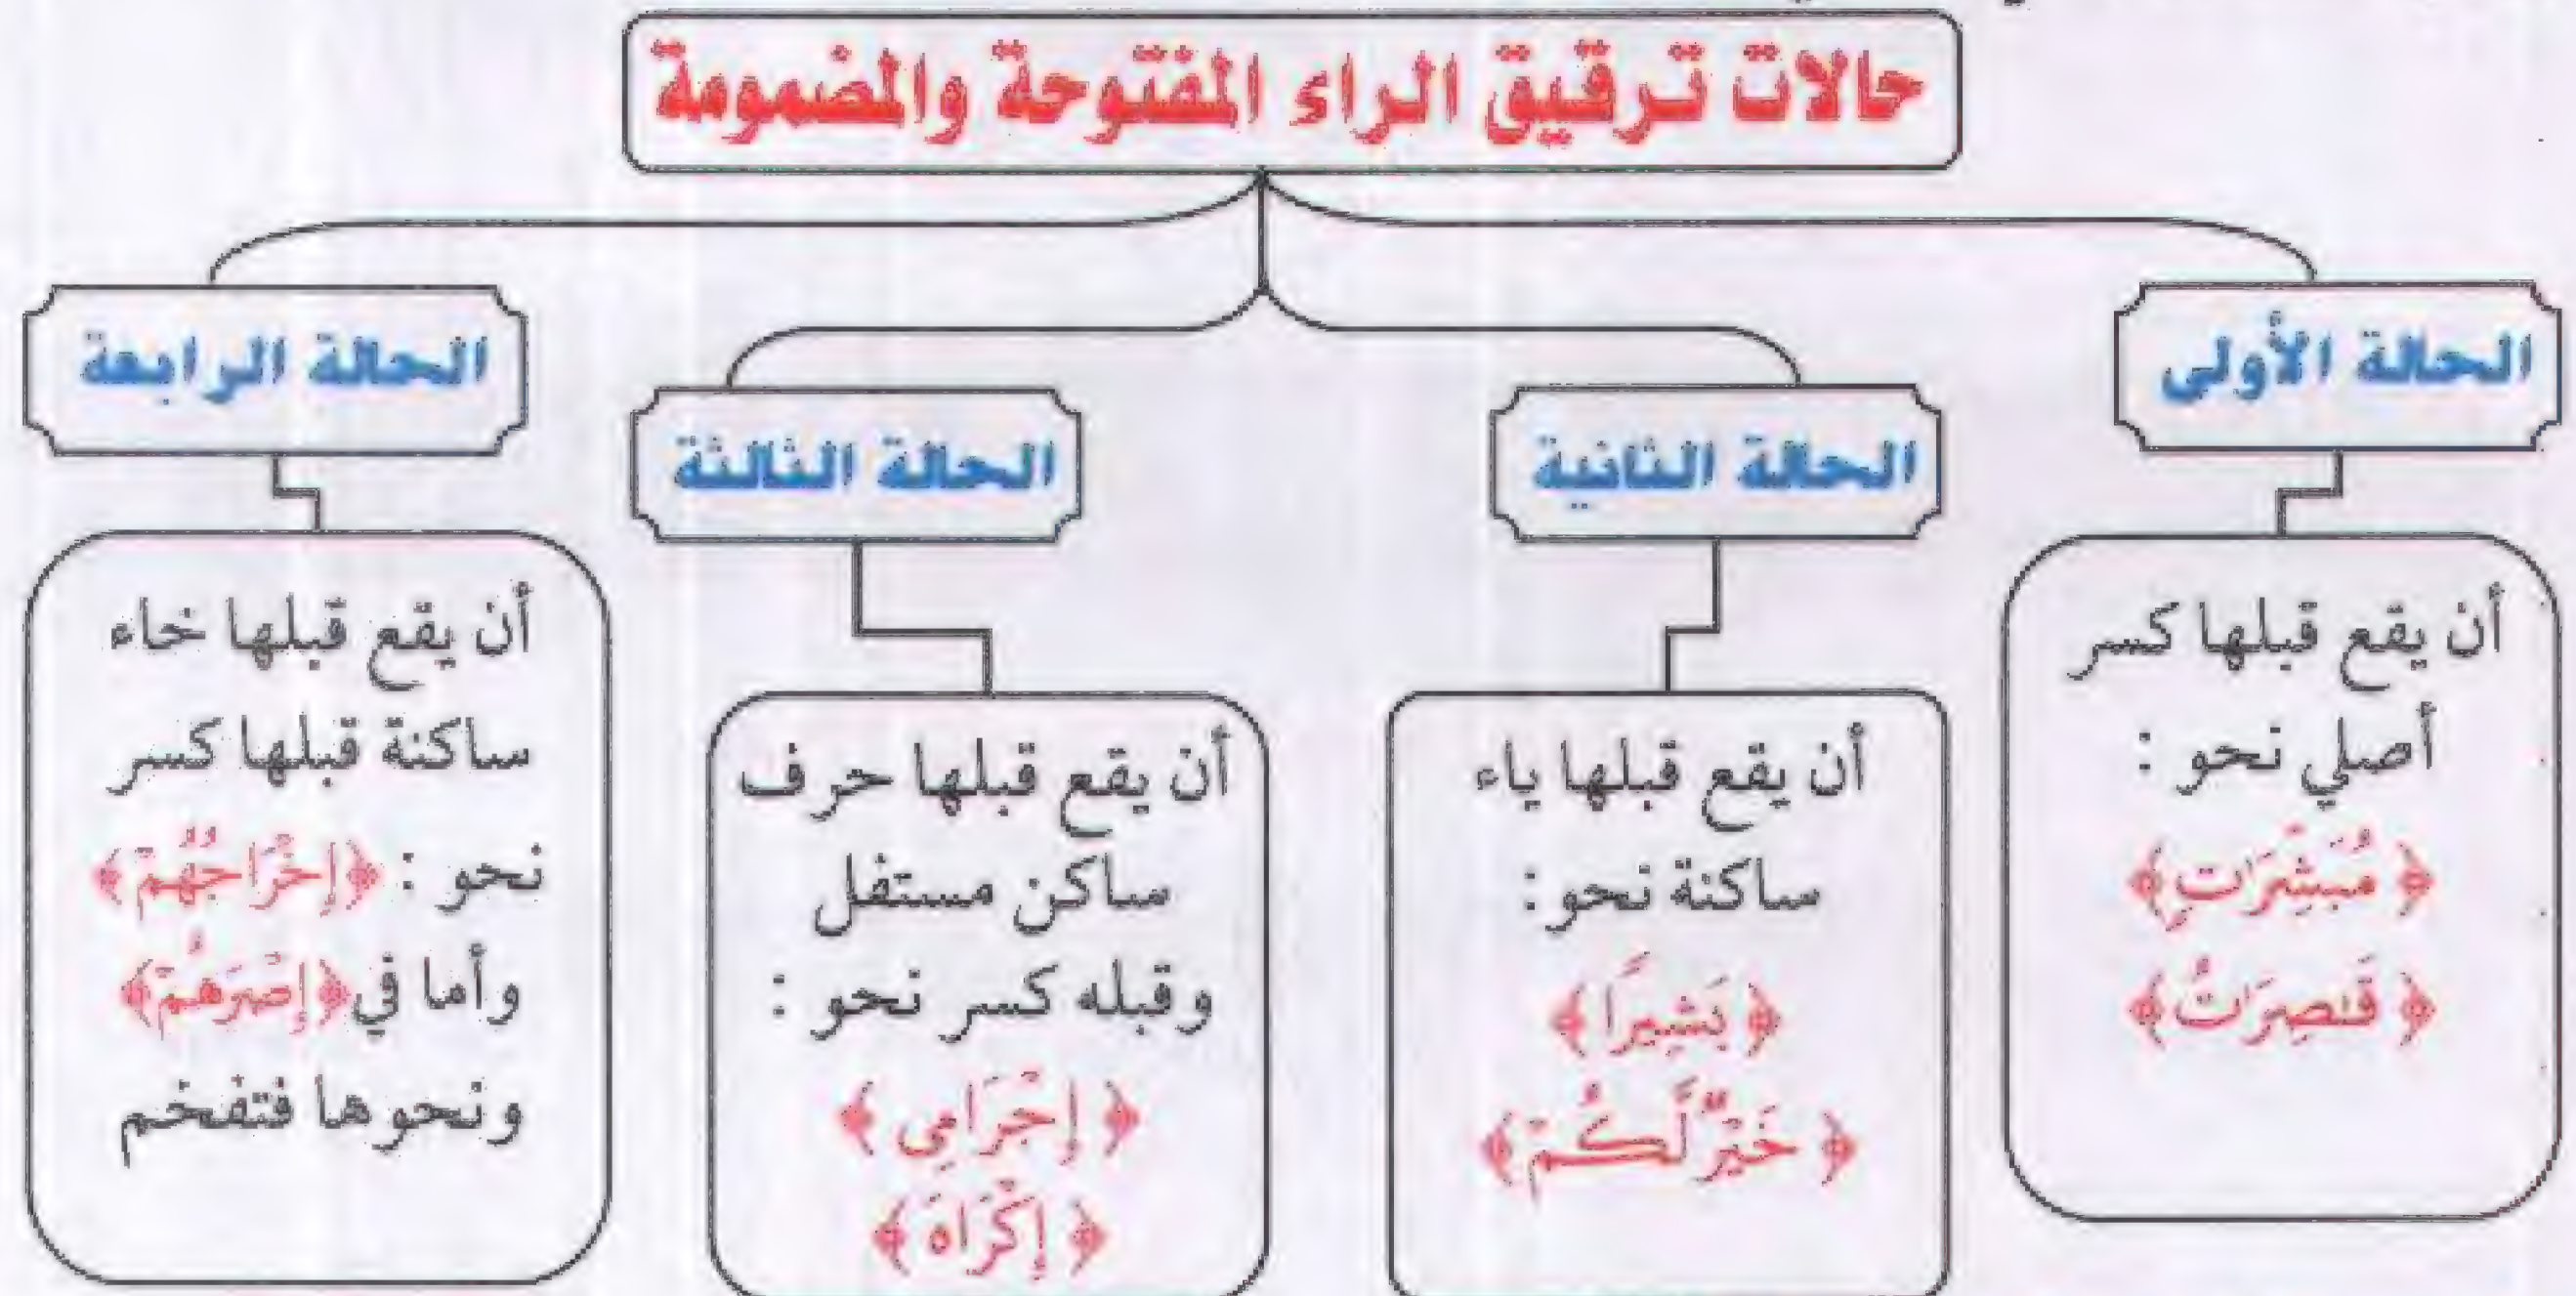 حالات ترقيق الراء المفتوحة والمضمومة
الحالة الأولى
أن يقع قبلها كسر
أصلي نحو :
﴿ مُبَشِّرَاتٍ ﴾
﴿ قَٰصِرَٰتُ ﴾
الحالة الثانية
أن يقع قبلها ياء
ساكنة نحو :
﴿ بَشِيرًا ﴾
﴿ خَيْرٌ لَّكُمْ ﴾
الحالة الثالثة
أن يقع قبلها حرف
ساكن مستفل
وقبله كسر نحو :
﴿ إِجْرَامِي ﴾
﴿ إِكْرَاهَ ﴾
الحالة الرابعة
أن يقع قبلها خاء
ساكنة قبلها كسر
نحو : ﴿إِخْرَاجُهُمْ ﴾
وأما في ﴿إِصْرَهُمْ﴾
ونحوها فتفخم